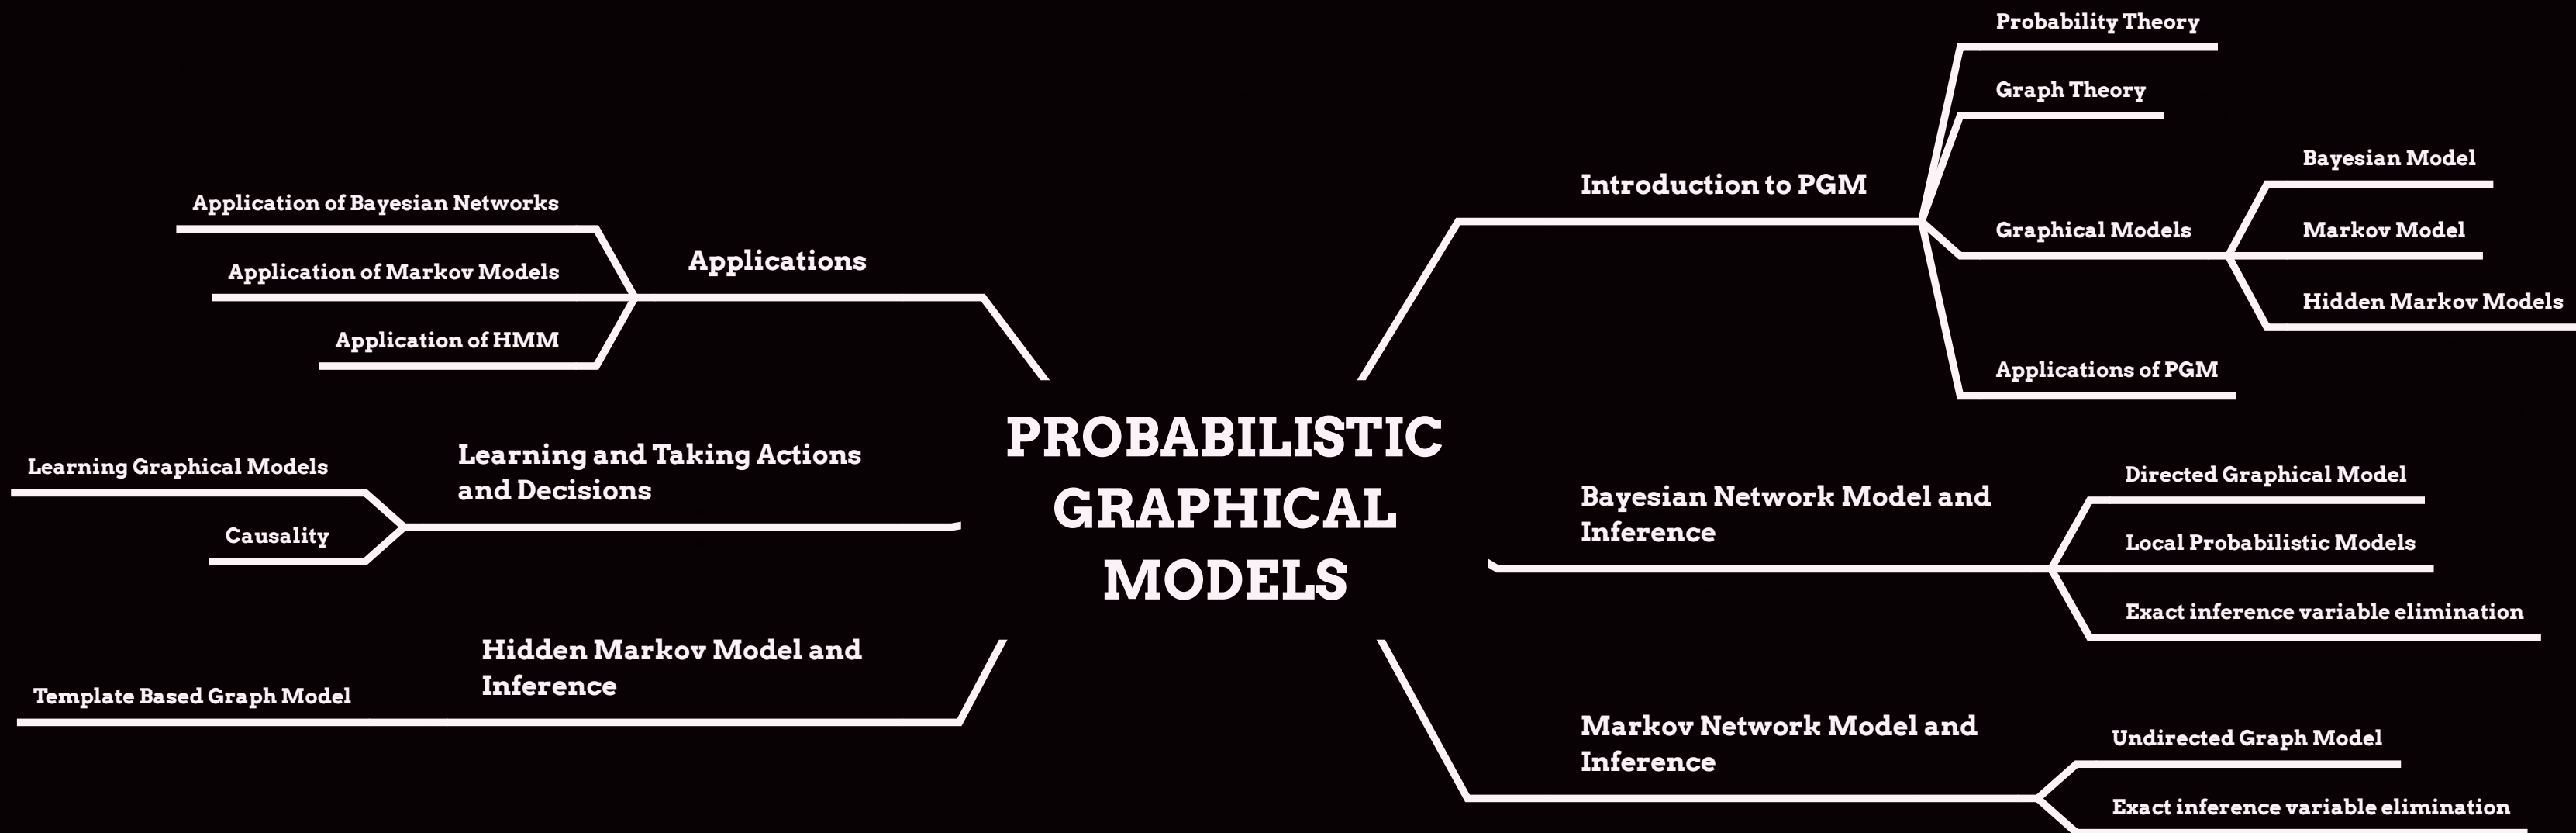 PROBABILISTIC
GRAPHICAL
MODELS
Introduction to PGM
Probability Theory
Graph Theory
Graphical Models
Bayesian Model
Markov Model
Hidden Markov Models
Applications of PGM
Bayesian Network Model and
Inference
Directed Graphical Model
Local Probabilistic Models
Exact inference variable elimination
Markov Network Model and
Inference
Undirected Graph Model
Exact inference variable elimination
Applications
Application of Bayesian Networks
Application of Markov Models
Application of HMM
Learning and Taking Actions
and Decisions
Learning Graphical Models
Causality
Hidden Markov Model and
Inference
Template Based Graph Model